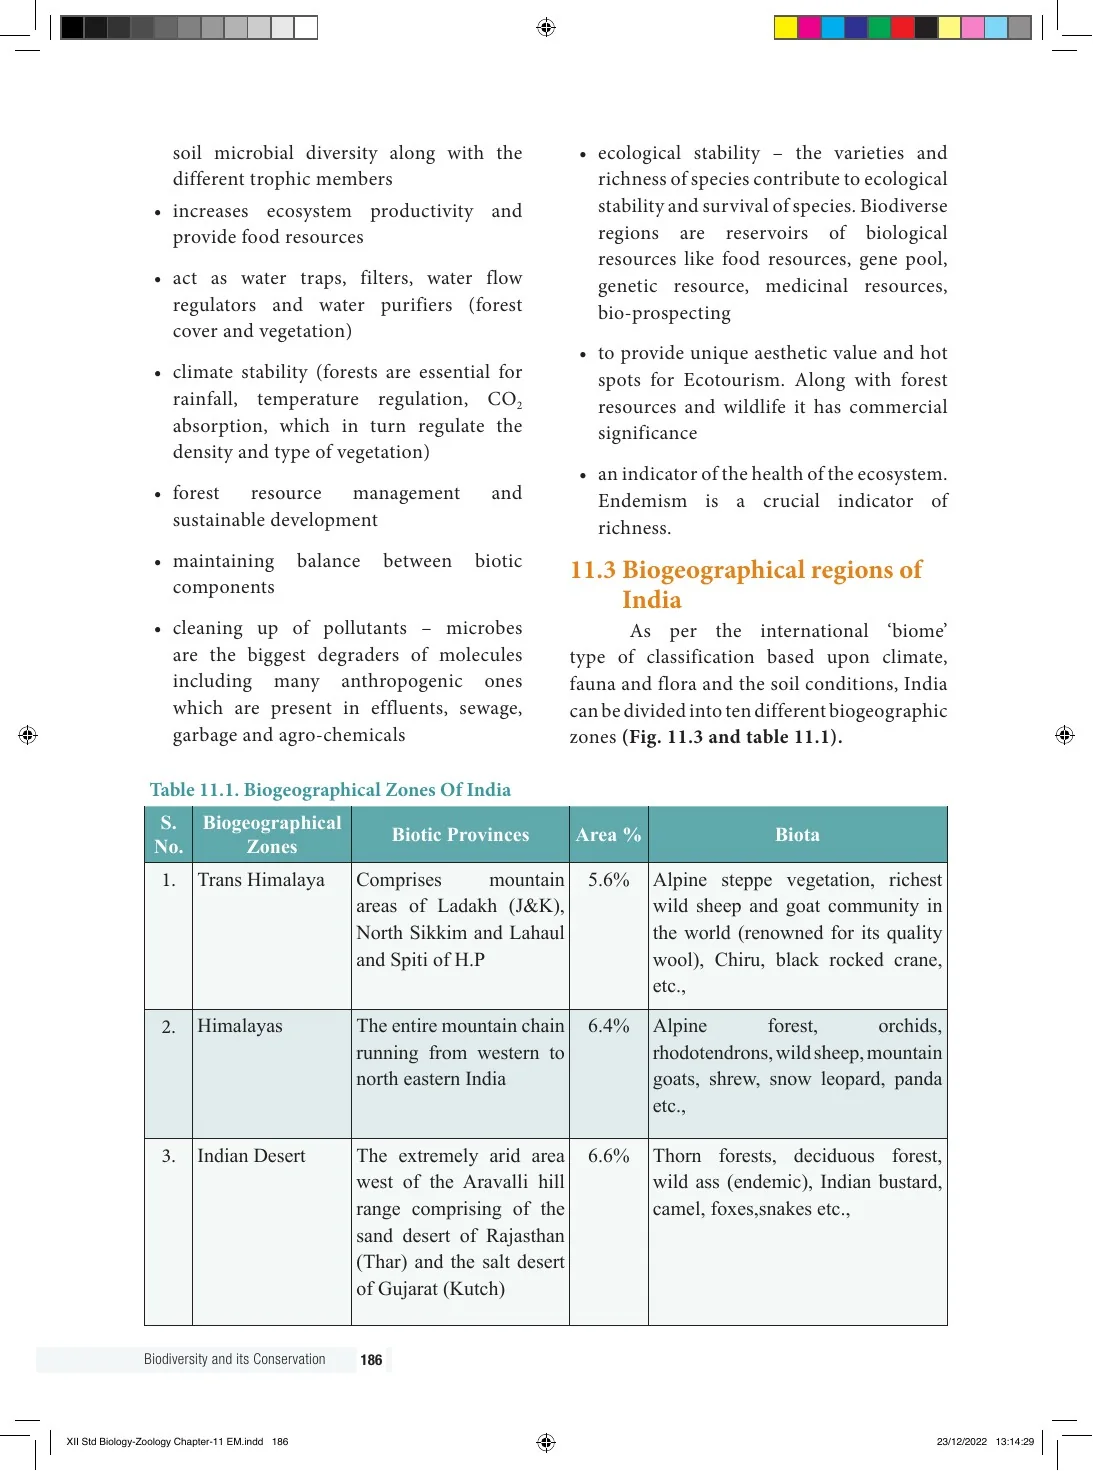 soil microbial diversity along with the
different trophic members
• increases ecosystem productivity and
provide food resources
• act as water traps, filters, water flow
regulators and water purifiers (forest
cover and vegetation)
• climate stability (forests are essential for
rainfall, temperature regulation, CO₂
absorption, which in turn regulate the
density and type of vegetation)
• forest resource management and
sustainable development
• maintaining balance between biotic
components
• cleaning up of pollutants – microbes
are the biggest degraders of molecules
including many anthropogenic ones
which are present in effluents, sewage,
garbage and agro-chemicals
• ecological stability – the varieties and
richness of species contribute to ecological
stability and survival of species. Biodiverse
regions are reservoirs of biological
resources like food resources, gene pool,
genetic resource, medicinal resources,
bio-prospecting
• to provide unique aesthetic value and hot
spots for Ecotourism. Along with forest
resources and wildlife it has commercial
significance
• an indicator of the health of the ecosystem.
Endemism is a crucial indicator of
richness.
11.3 Biogeographical regions of
India
As per the international ‘biome’
type of classification based upon climate,
fauna and flora and the soil conditions, India
can be divided into ten different biogeographic
zones (Fig. 11.3 and table 11.1).
Table 11.1. Biogeographical Zones Of India
S.
No.
Biogeographical
Zones
Biotic Provinces
Area %
Biota
1.
Trans Himalaya
Comprises mountain
areas of Ladakh (J&K),
North Sikkim and Lahaul
and Spiti of H.P
5.6%
Alpine steppe vegetation, richest
wild sheep and goat community in
the world (renowned for its quality
wool), Chiru, black rocked crane,
etc.,
2.
Himalayas
The entire mountain chain
running from western to
north eastern India
6.4%
Alpine forest, orchids,
rhodotendrons, wild sheep, mountain
goats, shrew, snow leopard, panda
etc.,
3.
Indian Desert
The extremely arid area
west of the Aravalli hill
range comprising of the
sand desert of Rajasthan
(Thar) and the salt desert
of Gujarat (Kutch)
6.6%
Thorn forests, deciduous forest,
wild ass (endemic), Indian bustard,
camel, foxes,snakes etc.,
Biodiversity and its Conservation 186
XII Std Biology-Zoology Chapter-11 EM.indd 186
23/12/2022 13:14:29